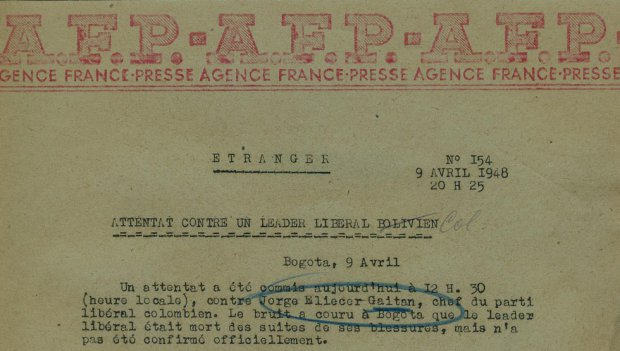 A.F.P.-A.F.P.-A.F.P.-
GENCE FRANCE-PRESSE AGENCE FRANCE-PRESSE AGENCE FRANCE-PRESSE
ETRANGER
N° 154
9 AVRIL 1948
20 H 25
ATTENTAT CONTRE UN LEADER LIBERAL BOLIVIEN Col.
Bogota, 9 Avril
Un attentat a été commis aujourd'hui à 12 H. 30
(heure locale), contre Jorge Eliecer Gaitan, chef du parti
libéral colombien. Le bruit a couru à Bogota que le leader
libéral était mort des suites de ses blessures, mais n'a
pas été confirmé officiellement.